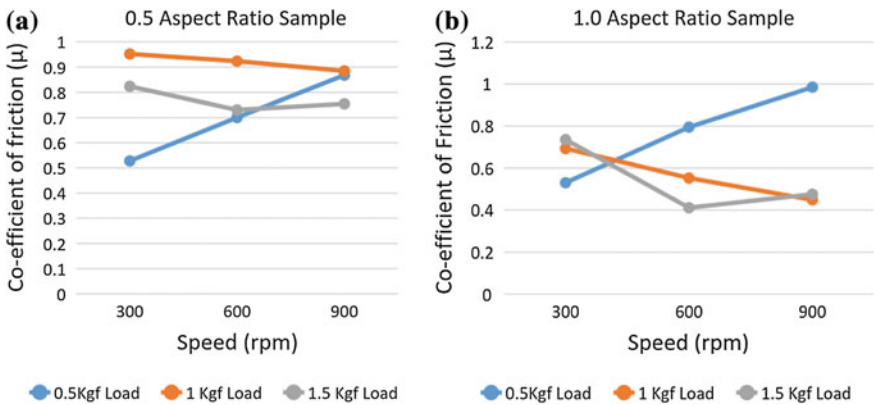 (a)
0.5 Aspect Ratio Sample
Co-efficient of friction (μ)
1
0.9
0.8
0.7
0.6
0.5
0.4
0.3
0.2
0.1
0
300 600 900
Speed (rpm)
0.5Kgf Load 1 Kgf Load 1.5 Kgf Load
(b)
1.0 Aspect Ratio Sample
Co-efficient of Friction (μ)
1.2
1
0.8
0.6
0.4
0.2
0
300 600 900
Speed (rpm)
0.5Kgf Load 1 Kgf Load 1.5 Kgf Load